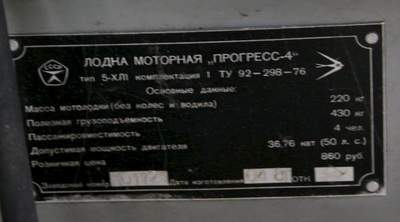 СССР
ЛОДКА МОТОРНАЯ „ПРОГРЕСС-4"
тип 5-ХЛ1 комплектация 1 ТУ 92-298-76
Основные данные:
Масса мотолодки (без колес и водила) 220 кг
Полезная грузоподъемность 430 кг
Пассажировместимость 4 чел.
Допустимая мощность двигателя 36,76 квт (50 л. с.)
Розничная цена 860 руб.
Заводской номер Дата изготовления ОТК